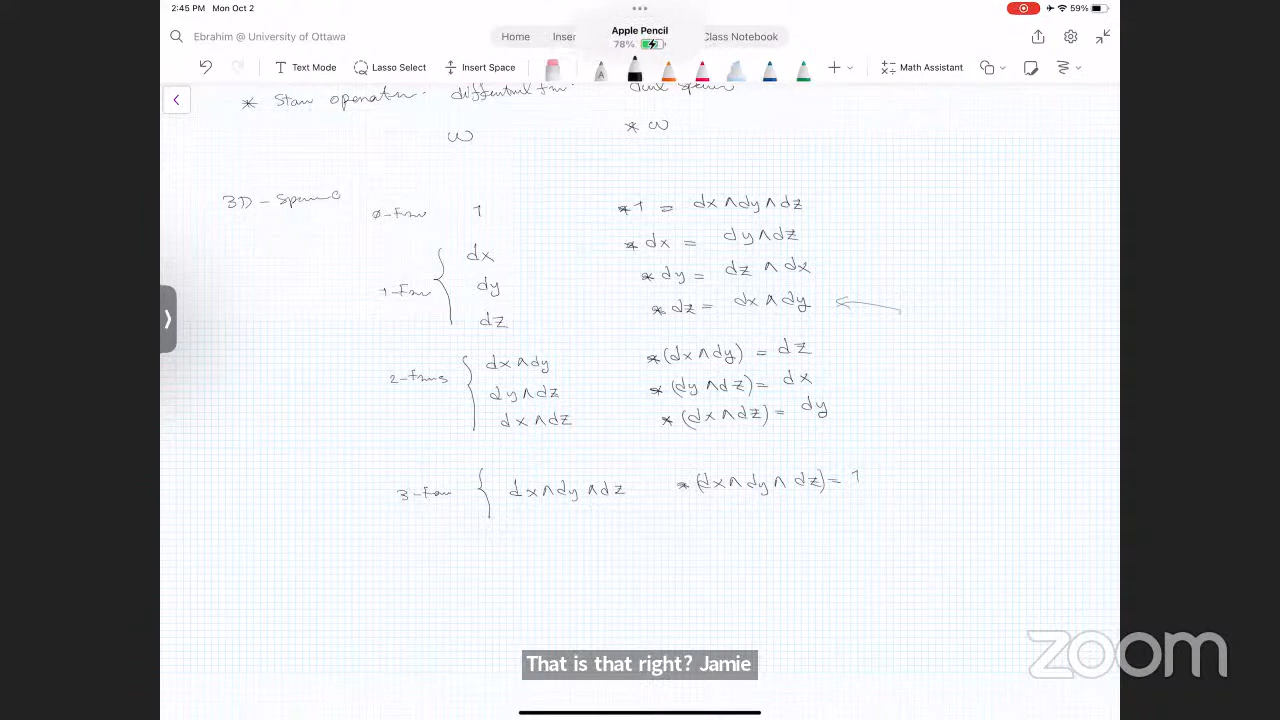 2:45 PM Mon Oct 2
59%
Ebrahim @ University of Ottawa
Home Inser Apple Pencil Class Notebook
78%
Text Mode Lasso Select Insert Space Math Assistant
* Starr operator. differential
ω * ω
3D - 0-Form 1 *1 = dx∧dy∧dz
dx *dx = dy∧dz
1-Form dy *dy = dz∧dx
dz *dz = dx∧dy
dx∧dy *(dx∧dy) = dz
2-Forms dy∧dz *(dy∧dz) = dx
dx∧dz *(dx∧dz) = dy
3-Form dx∧dy∧dz *(dx∧dy∧dz) = 1
That is that right? Jamie
zoom